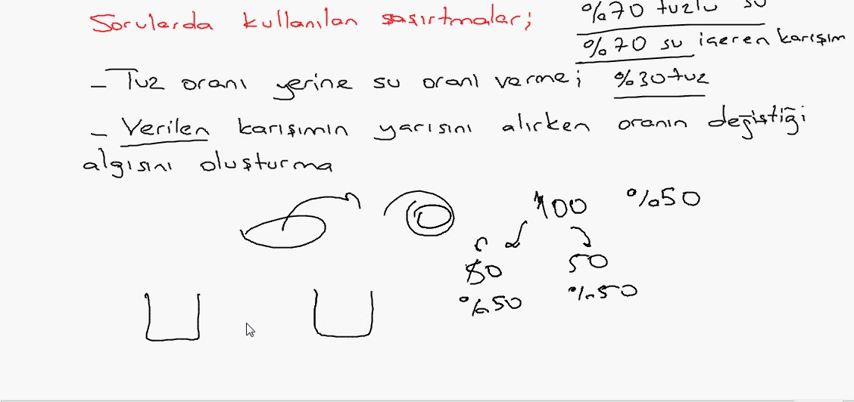 %70 tuzlu su
Sorularda kullanılan şaşırtmalar;
%70 su içeren karışım
- Tuz oranı yerine su oranı verme; %30 tuz
- Verilen karışımın yarısını alırken oranın değiştiği
algısını oluşturma
100 %50
50 50
%50 %50